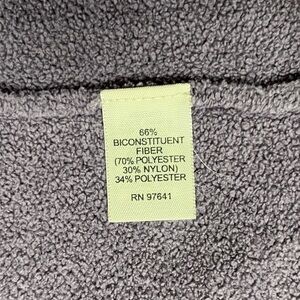 66%
BICONSTITUENT
FIBER
(70% POLYESTER
30% NYLON)
34% POLYESTER
RN 97641